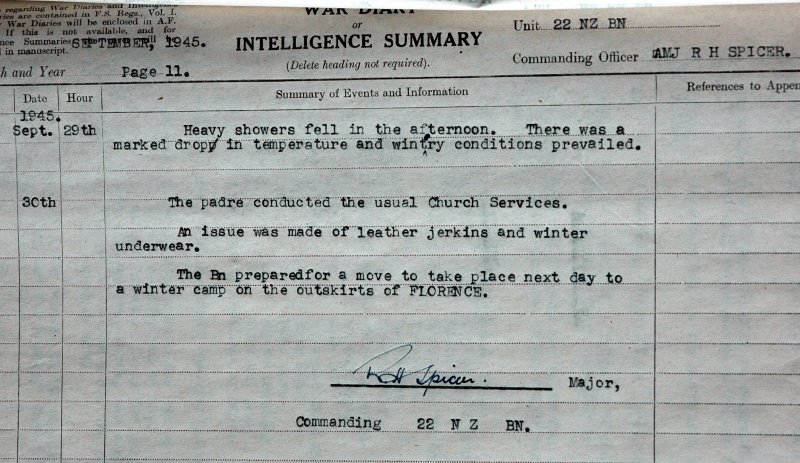 regarding War Diaries and Intelligence
ries are contained in F.S. Regs., Vol. I.
War Diaries will be enclosed in A.F.
If this is not available, and for
nce Summaries the
d in manuscript. SEPTEMBER, 1945.
h and Year Page 11.
WAR DIARY
or
INTELLIGENCE SUMMARY
(Delete heading not required).
Unit 22 NZ BN
Commanding Officer AMJ R H SPICER.
Date Hour Summary of Events and Information References to Appen
1945.
Sept. 29th Heavy showers fell in the afternoon. There was a
marked drop in temperature and wintry conditions prevailed.
30th The padre conducted the usual Church Services.
An issue was made of leather jerkins and winter
underwear.
The Bn preparedfor a move to take place next day to
a winter camp on the outskirts of FLORENCE.
R H Spicer. Major,
Commanding 22 N Z BN.